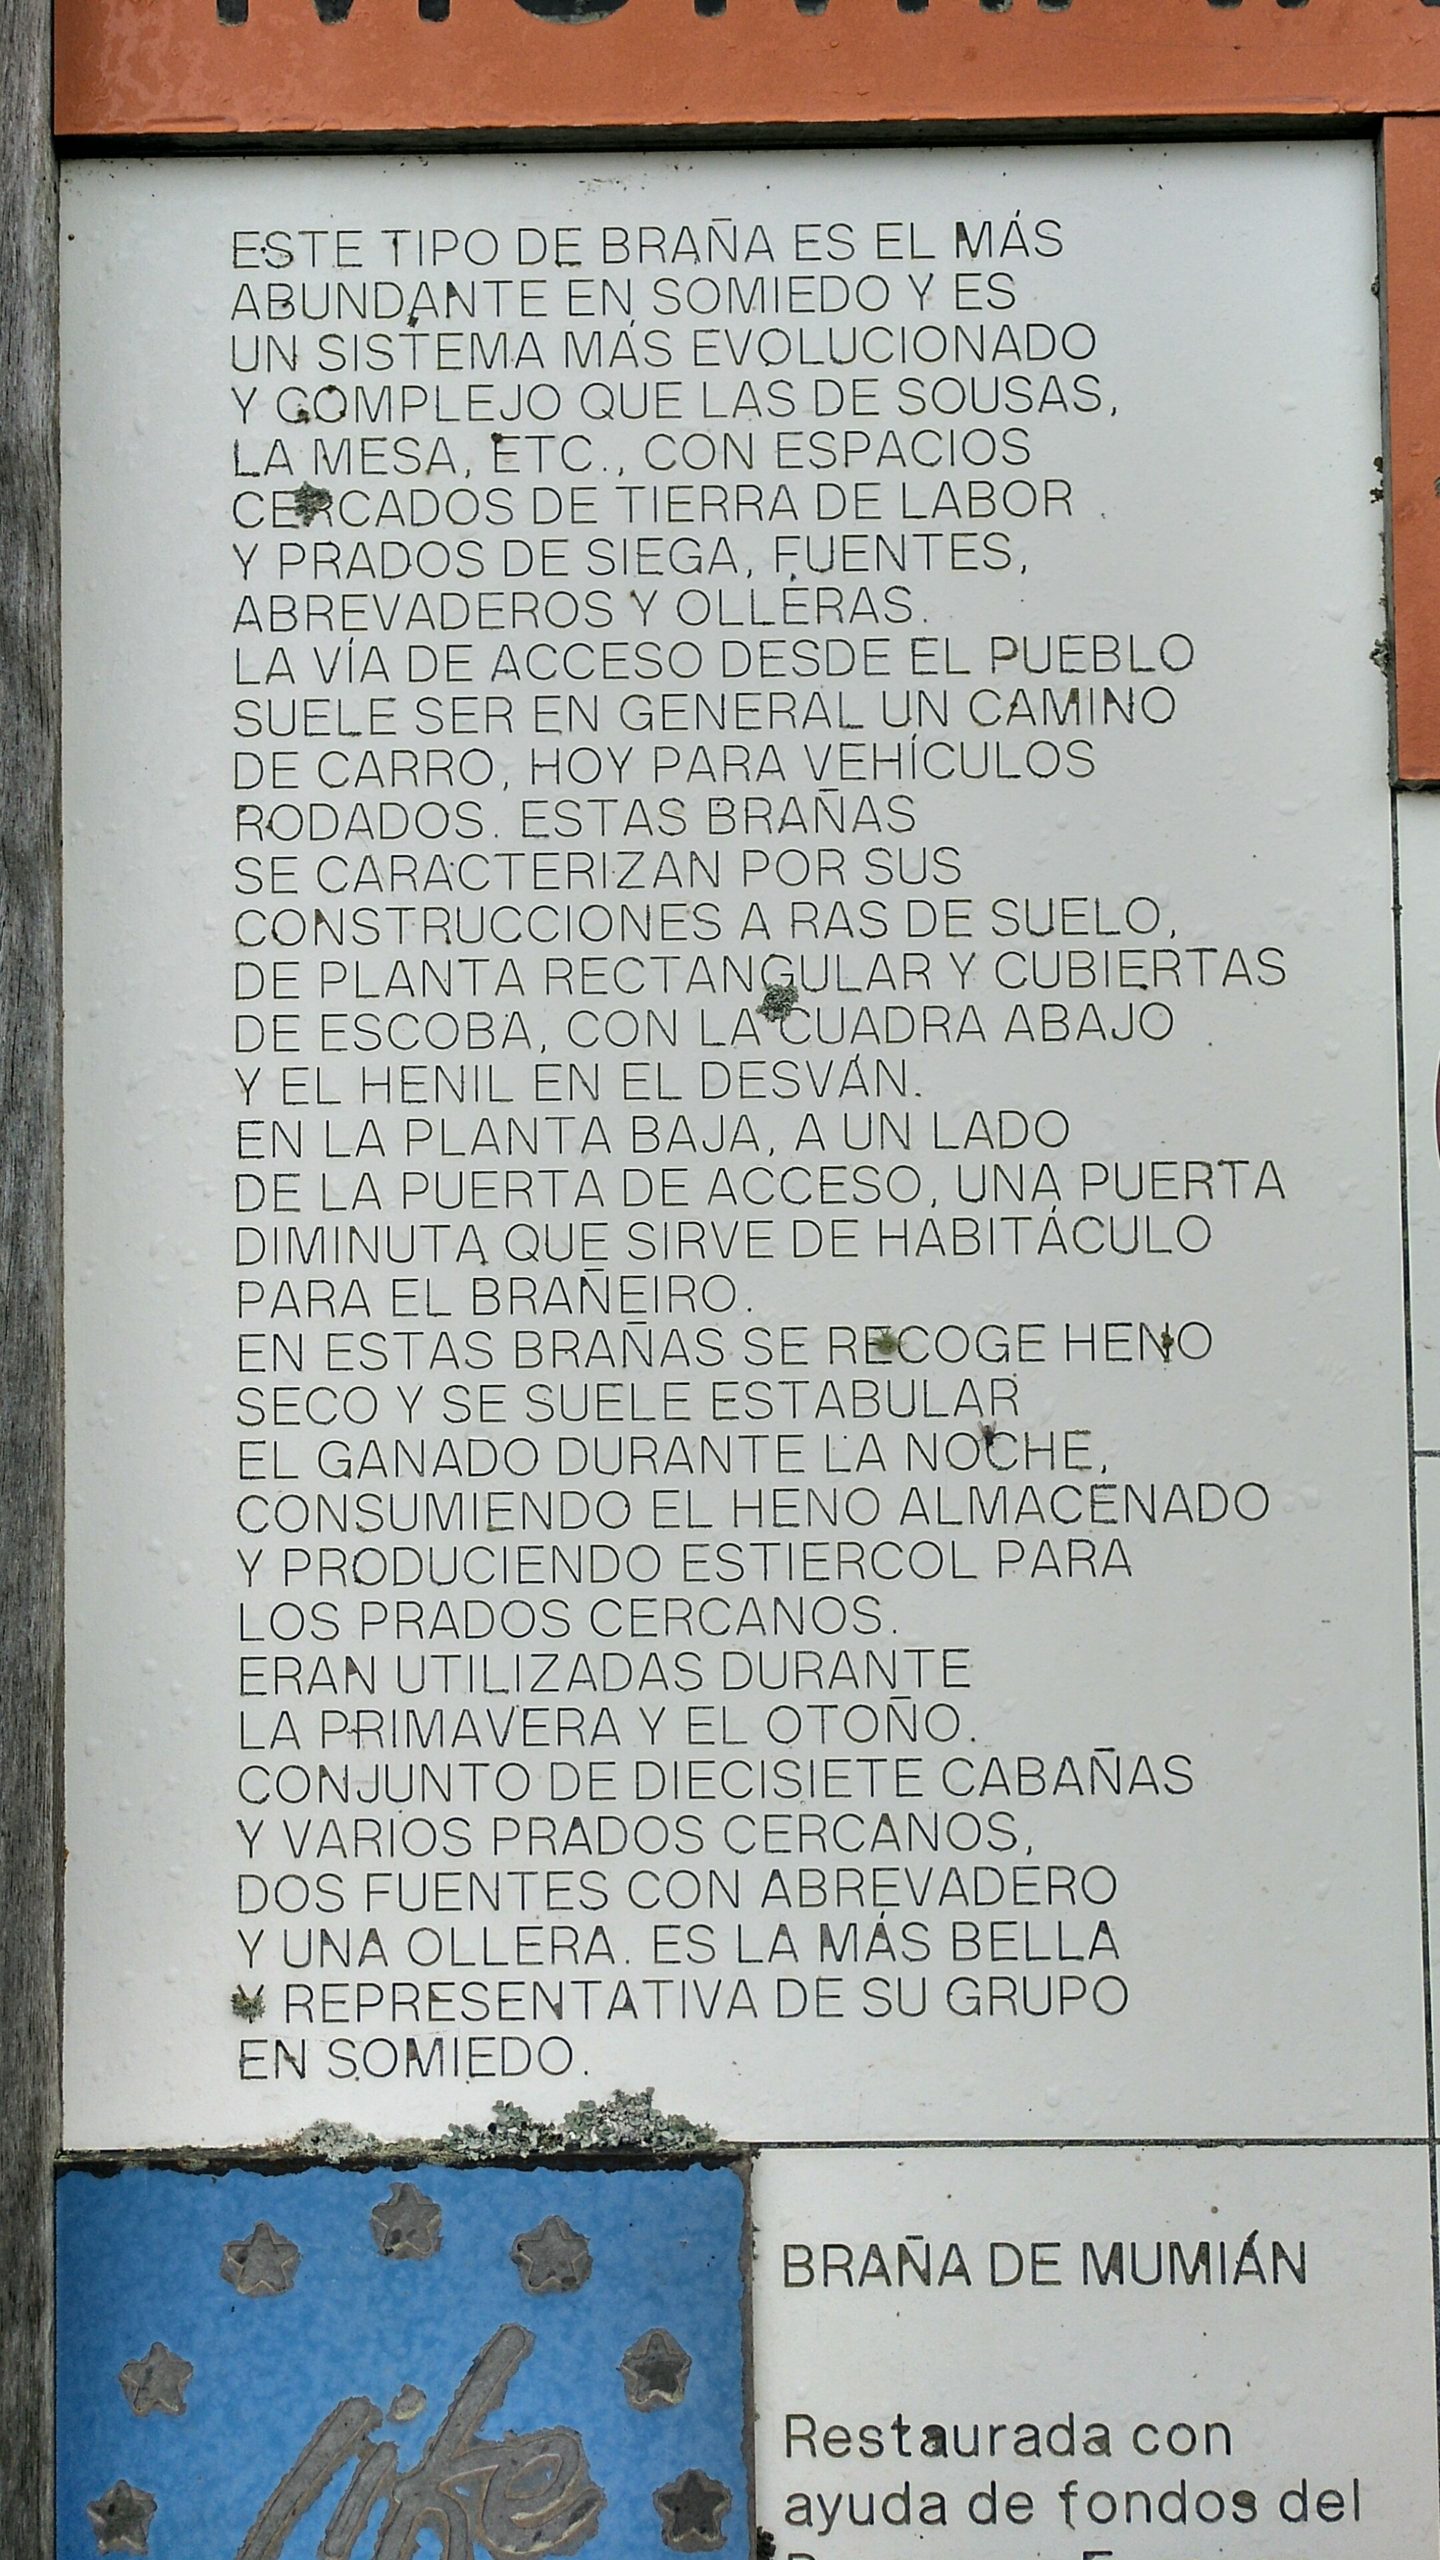 ESTE TIPO DE BRAÑA ES EL MÁS
ABUNDANTE EN SOMIEDO Y ES
UN SISTEMA MÁS EVOLUCIONADO
Y COMPLEJO QUE LAS DE SOUSAS,
LA MESA, ETC., CON ESPACIOS
CERCADOS DE TIERRA DE LABOR
Y PRADOS DE SIEGA, FUENTES,
ABREVADEROS Y OLLERAS.
LA VÍA DE ACCESO DESDE EL PUEBLO
SUELE SER EN GENERAL UN CAMINO
DE CARRO, HOY PARA VEHÍCULOS
RODADOS. ESTAS BRAÑAS
SE CARACTERIZAN POR SUS
CONSTRUCCIONES A RAS DE SUELO,
DE PLANTA RECTANGULAR Y CUBIERTAS
DE ESCOBA, CON LA CUADRA ABAJO
Y EL HENIL EN EL DESVÁN.
EN LA PLANTA BAJA, A UN LADO
DE LA PUERTA DE ACCESO, UNA PUERTA
DIMINUTA QUE SIRVE DE HABITÁCULO
PARA EL BRAÑEIRO.
EN ESTAS BRAÑAS SE RECOGE HENO
SECO Y SE SUELE ESTABULAR
EL GANADO DURANTE LA NOCHE,
CONSUMIENDO EL HENO ALMACENADO
Y PRODUCIENDO ESTIERCOL PARA
LOS PRADOS CERCANOS.
ERAN UTILIZADAS DURANTE
LA PRIMAVERA Y EL OTOÑO.
CONJUNTO DE DIECISIETE CABAÑAS
Y VARIOS PRADOS CERCANOS,
DOS FUENTES CON ABREVADERO
Y UNA OLLERA. ES LA MÁS BELLA
Y REPRESENTATIVA DE SU GRUPO
EN SOMIEDO.
life
BRAÑA DE MUMIÁN
Restaurada con
ayuda de fondos del